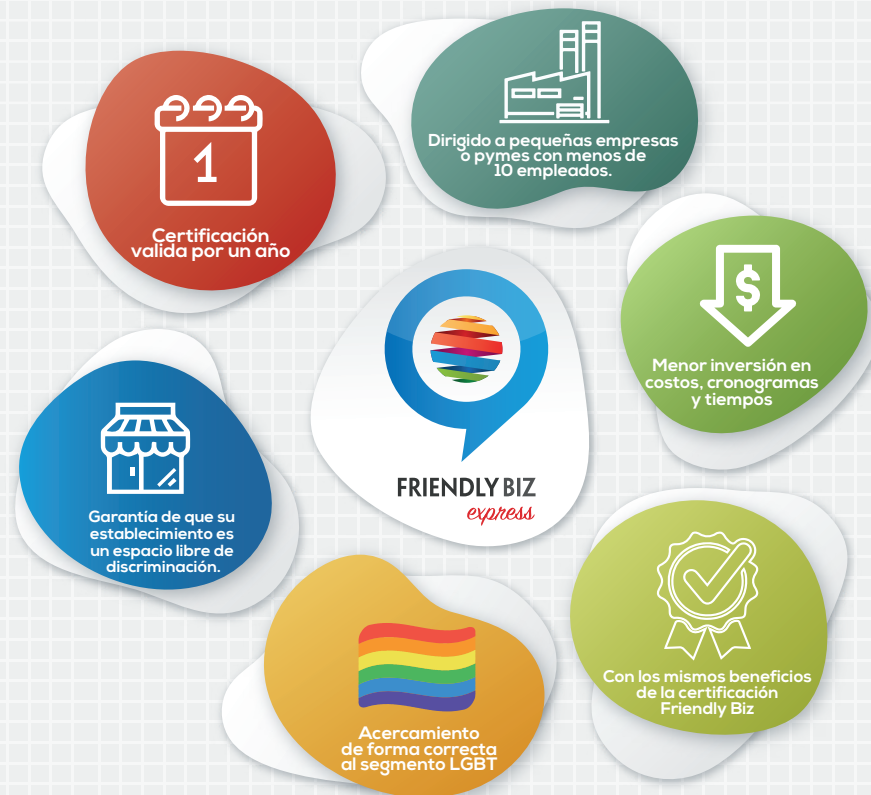 1
Certificación
valida por un año
Dirigido a pequeñas empresas
o pymes con menos de
10 empleados.
$
Menor inversión en
costos, cronogramas
y tiempos
FRIENDLY BIZ
express
Garantía de que su
establecimiento es
un espacio libre de
discriminación.
Acercamiento
de forma correcta
al segmento LGBT
Con los mismos beneficios
de la certificación
Friendly Biz